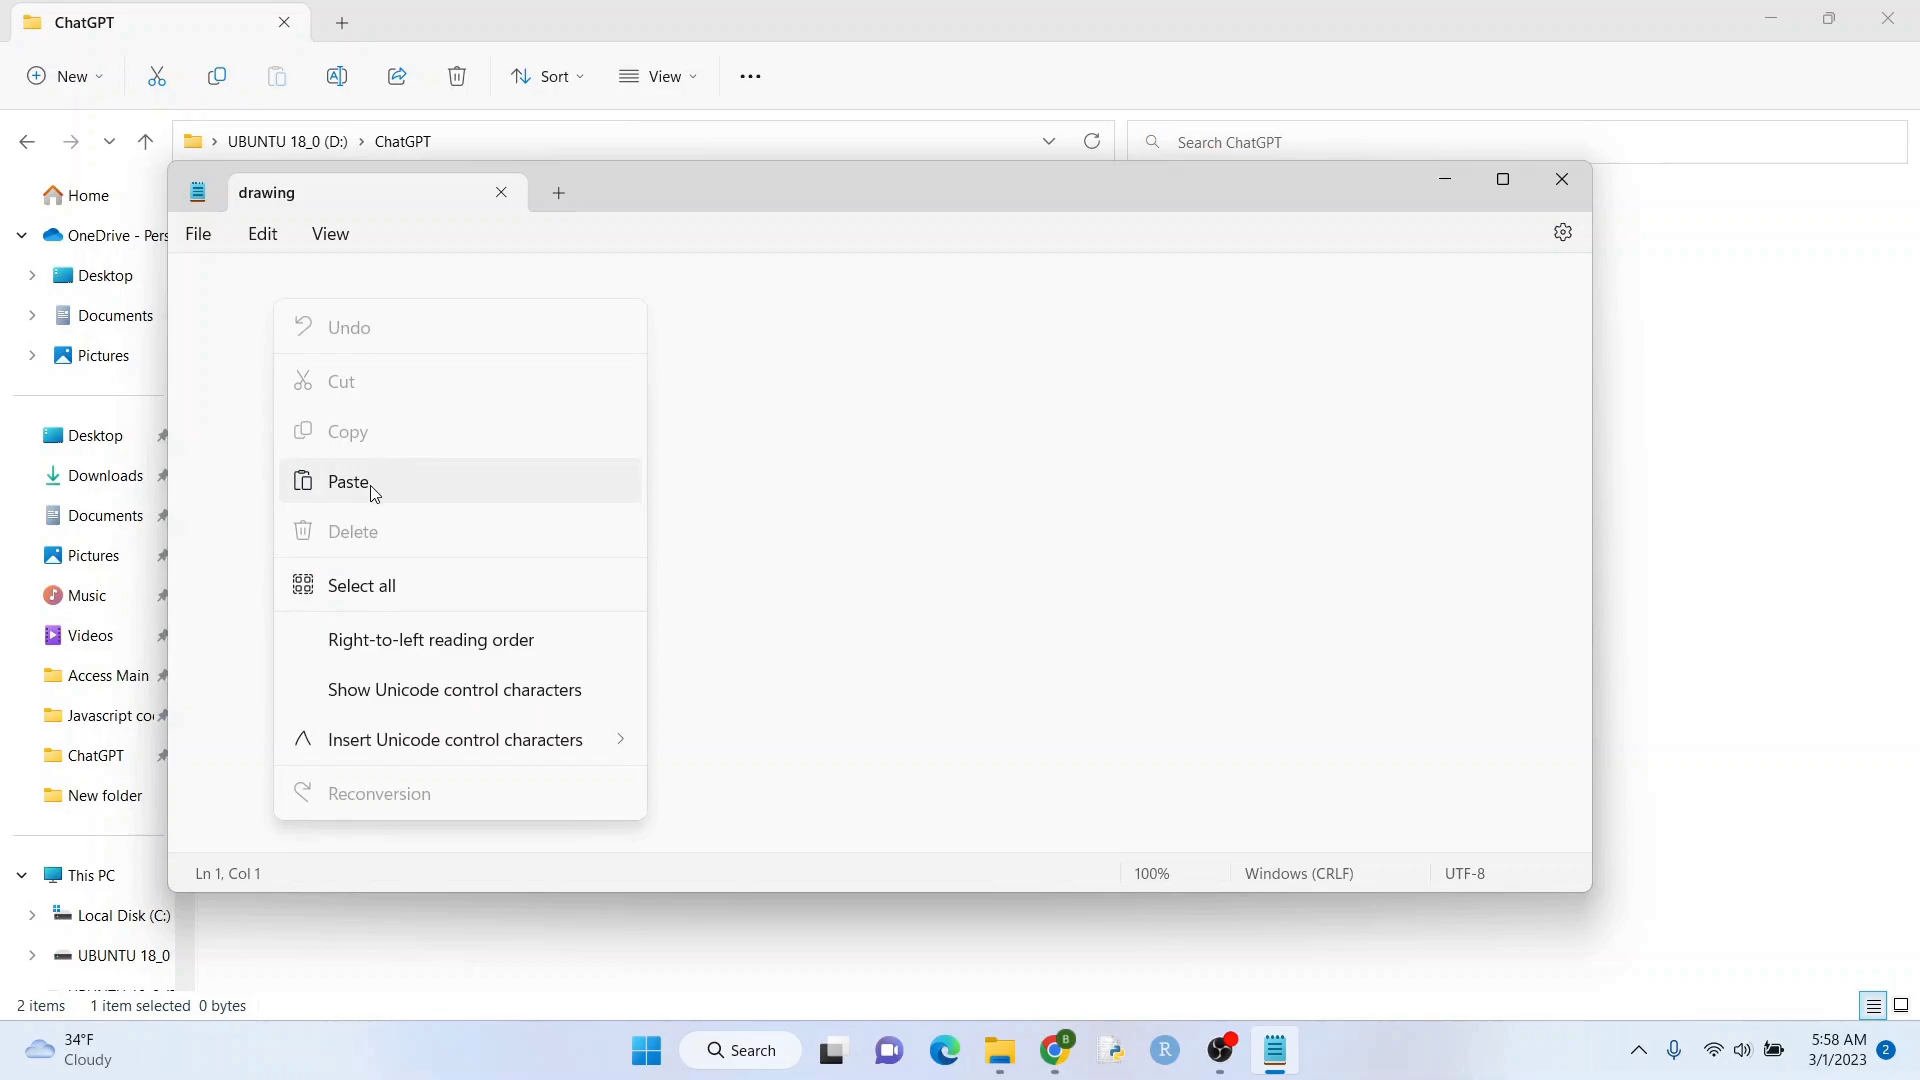 ChatGPT
New
Sort
View
UBUNTU 18_0 (D:) ChatGPT
Search ChatGPT
Home
OneDrive - Pers
Desktop
Documents
Pictures
Desktop
Downloads
Documents
Pictures
Music
Videos
Access Main
Javascript co
ChatGPT
New folder
This PC
Local Disk (C:)
UBUNTU 18_0
drawing
File Edit View
Undo
Cut
Copy
Paste
Delete
Select all
Right-to-left reading order
Show Unicode control characters
Insert Unicode control characters
Reconversion
Ln 1, Col 1
100%
Windows (CRLF)
UTF-8
2 items 1 item selected 0 bytes
34°F
Cloudy
Search
B
R
5:58 AM
3/1/2023
2